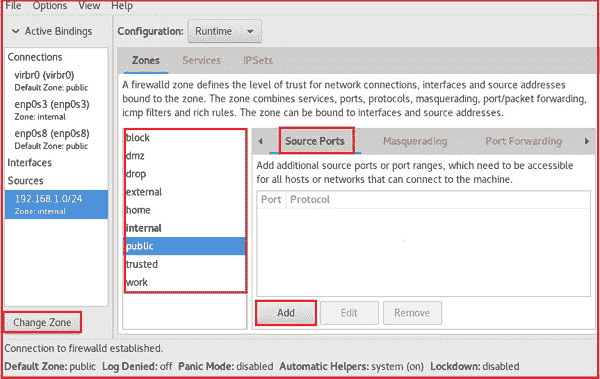 File Options View Help
Active Bindings
Configuration: Runtime
Connections
virbr0 (virbr0)
Default Zone: public
enp0s3 (enp0s3)
Zone: internal
enp0s8 (enp0s8)
Default Zone: public
Interfaces
Sources
192.168.1.0/24
Zone: internal
Change Zone
Zones Services IPSets
A firewalld zone defines the level of trust for network connections, interfaces and source addresses
bound to the zone. The zone combines services, ports, protocols, masquerading, port/packet forwarding,
icmp filters and rich rules. The zone can be bound to interfaces and source addresses.
block
dmz
drop
external
home
internal
public
trusted
work
Source Ports Masquerading Port Forwarding
Add additional source ports or port ranges, which need to be accessible
for all hosts or networks that can connect to the machine.
Port Protocol
Add Edit Remove
Connection to firewalld established.
Default Zone: public Log Denied: off Panic Mode: disabled Automatic Helpers: system (on) Lockdown: disabled